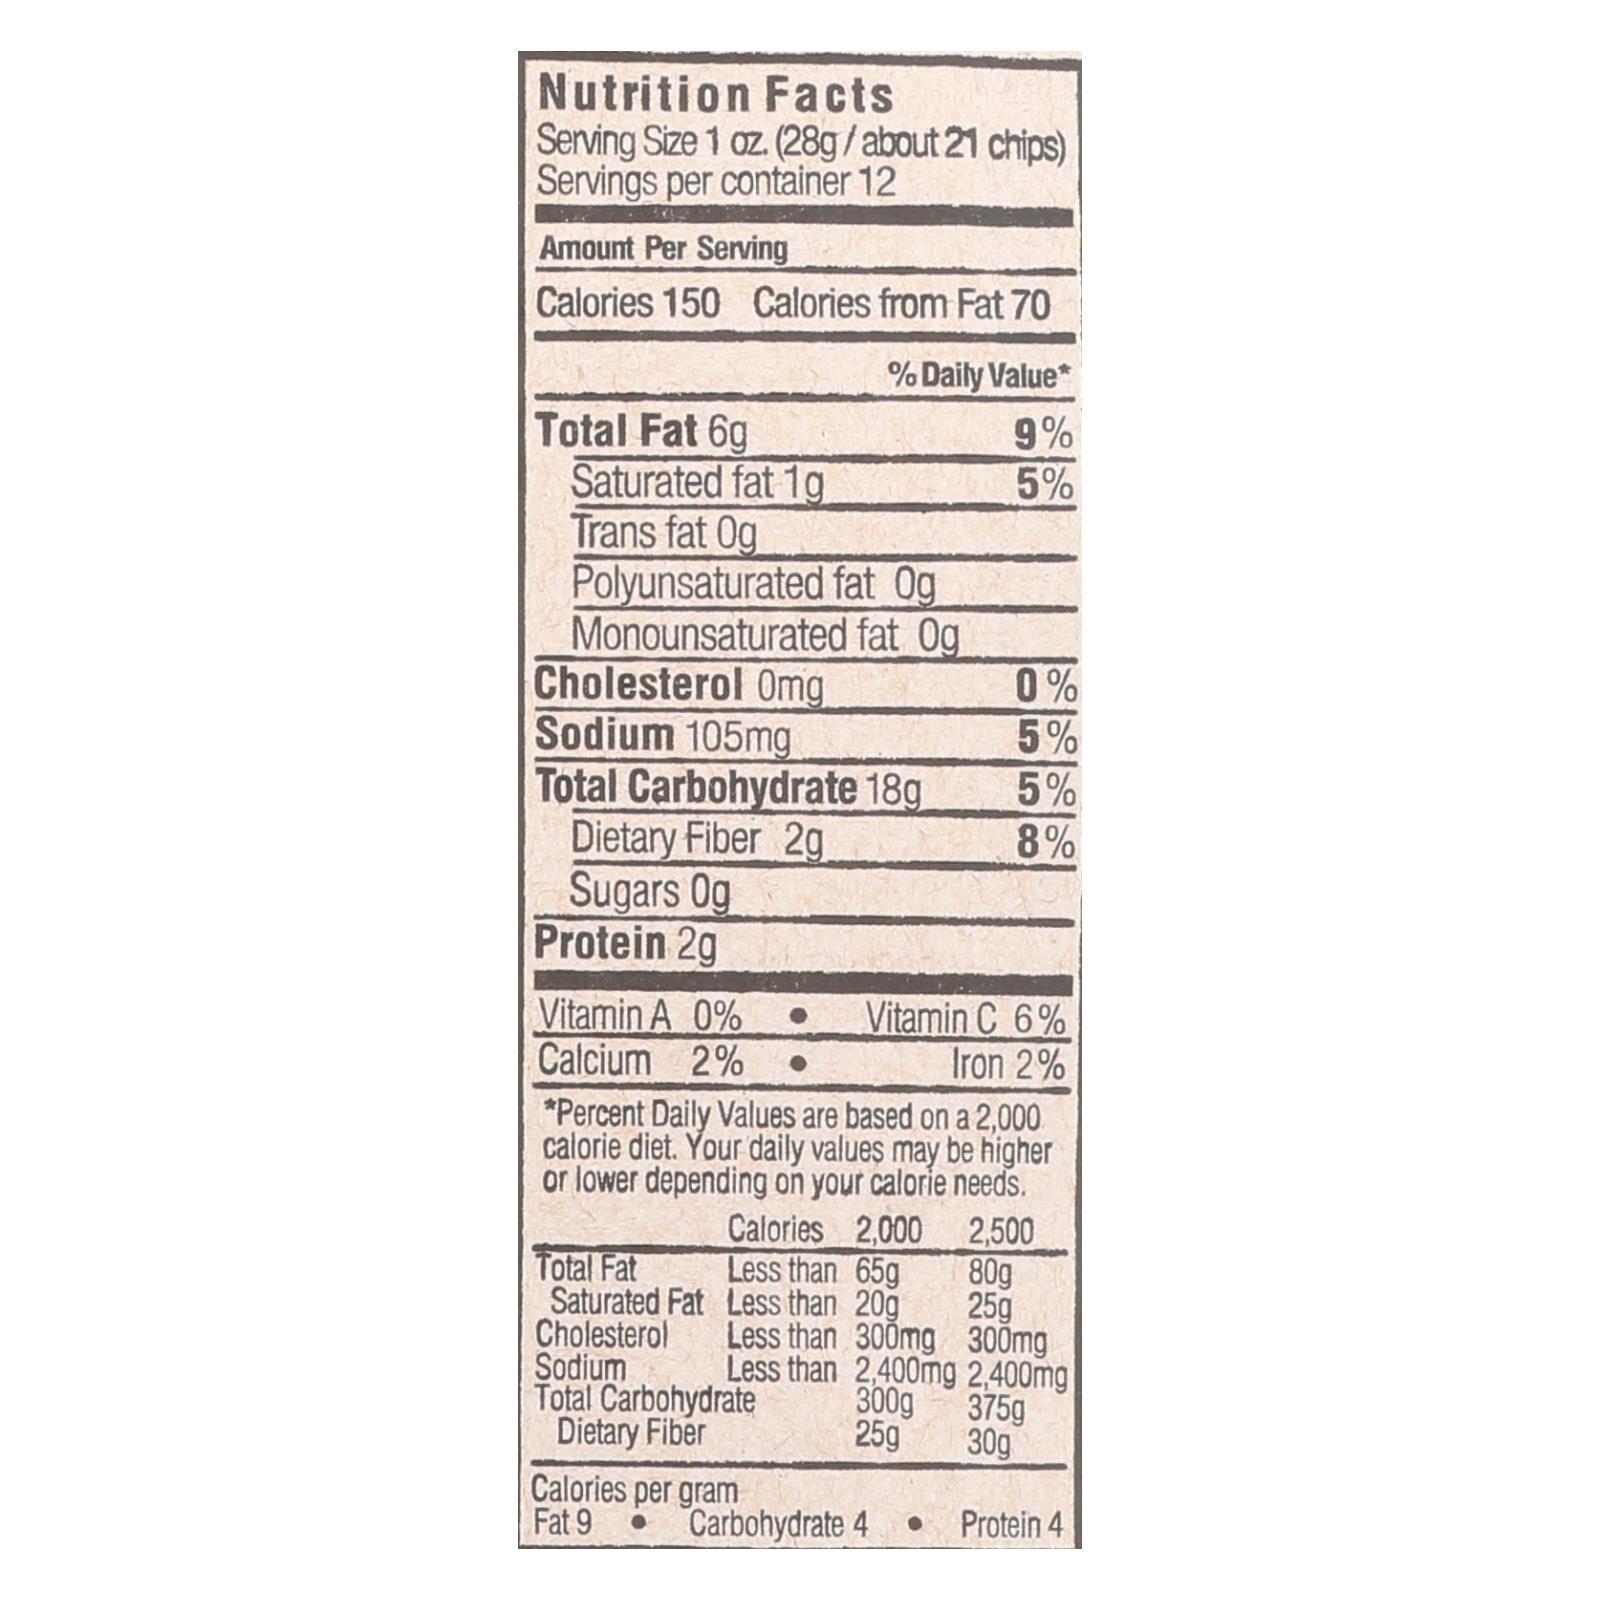 Nutrition Facts
Serving Size 1 oz. (28g / about 21 chips)
Servings per container 12
Amount Per Serving
Calories 150 Calories from Fat 70
% Daily Value*
Total Fat 6g 9%
Saturated fat 1g 5%
Trans fat 0g
Polyunsaturated fat 0g
Monounsaturated fat 0g
Cholesterol 0mg 0%
Sodium 105mg 5%
Total Carbohydrate 18g 5%
Dietary Fiber 2g 8%
Sugars 0g
Protein 2g
Vitamin A 0% • Vitamin C 6%
Calcium 2% • Iron 2%
*Percent Daily Values are based on a 2,000
calorie diet. Your daily values may be higher
or lower depending on your calorie needs.
Calories 2,000 2,500
Total Fat Less than 65g 80g
Saturated Fat Less than 20g 25g
Cholesterol Less than 300mg 300mg
Sodium Less than 2,400mg 2,400mg
Total Carbohydrate 300g 375g
Dietary Fiber 25g 30g
Calories per gram
Fat 9 • Carbohydrate 4 • Protein 4